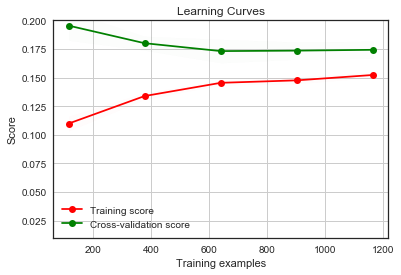 Learning Curves
0.200
0.175
0.150
0.125
0.100
0.075
0.050
0.025
Score
Training score
Cross-validation score
200 400 600 800 1000 1200
Training examples